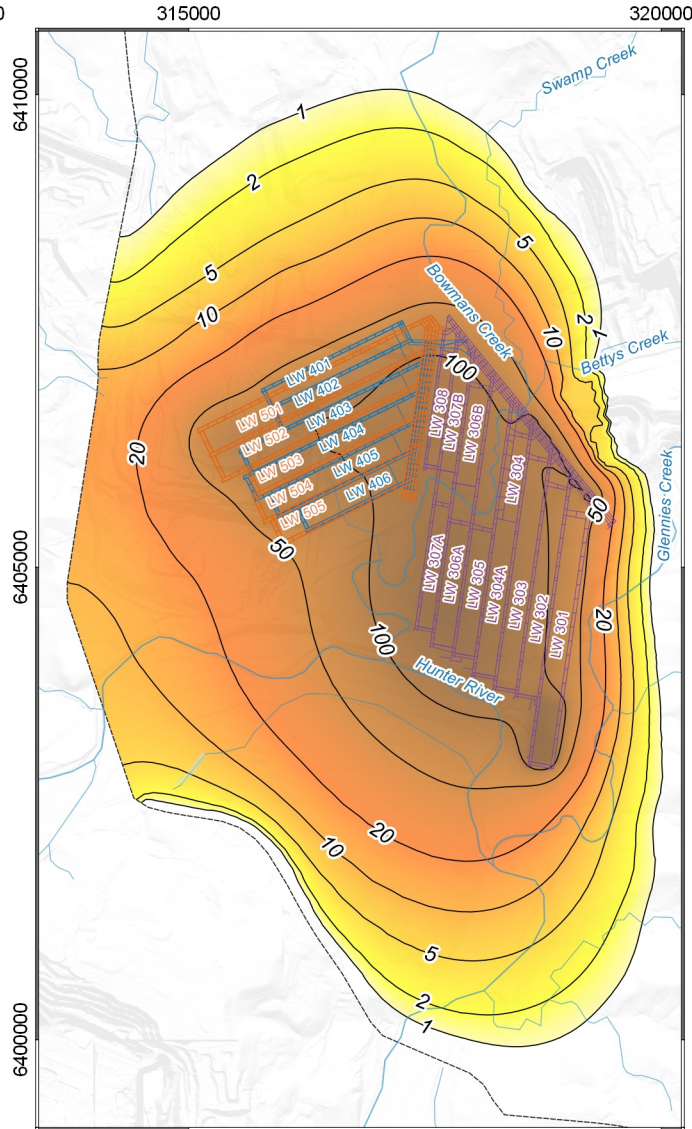 0
315000
320000
6410000
6405000
6400000
Swamp Creek
1
2
5
5
10
2
1
10
Bowmans Creek
Bettys Creek
100
LW 401
LW 402
LW 403
LW 404
LW 405
LW 406
LW 501
LW 502
LW 503
LW 504
LW 505
LW 308
LW 307B
LW 306B
LW 304
20
50
50
Glennies Creek
LW 307A
LW 306A
LW 305
LW 304A
LW 303
LW 302
LW 301
20
100
Hunter River
20
10
5
2
1